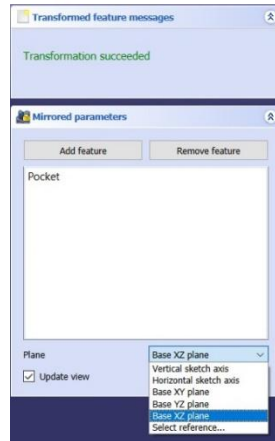 Transformed feature messages
Transformation succeeded
Mirrored parameters
Add feature Remove feature
Pocket
Plane Base XZ plane
Vertical sketch axis
Horizontal sketch axis
Base XY plane
Base YZ plane
Base XZ plane
Select reference...
Update view